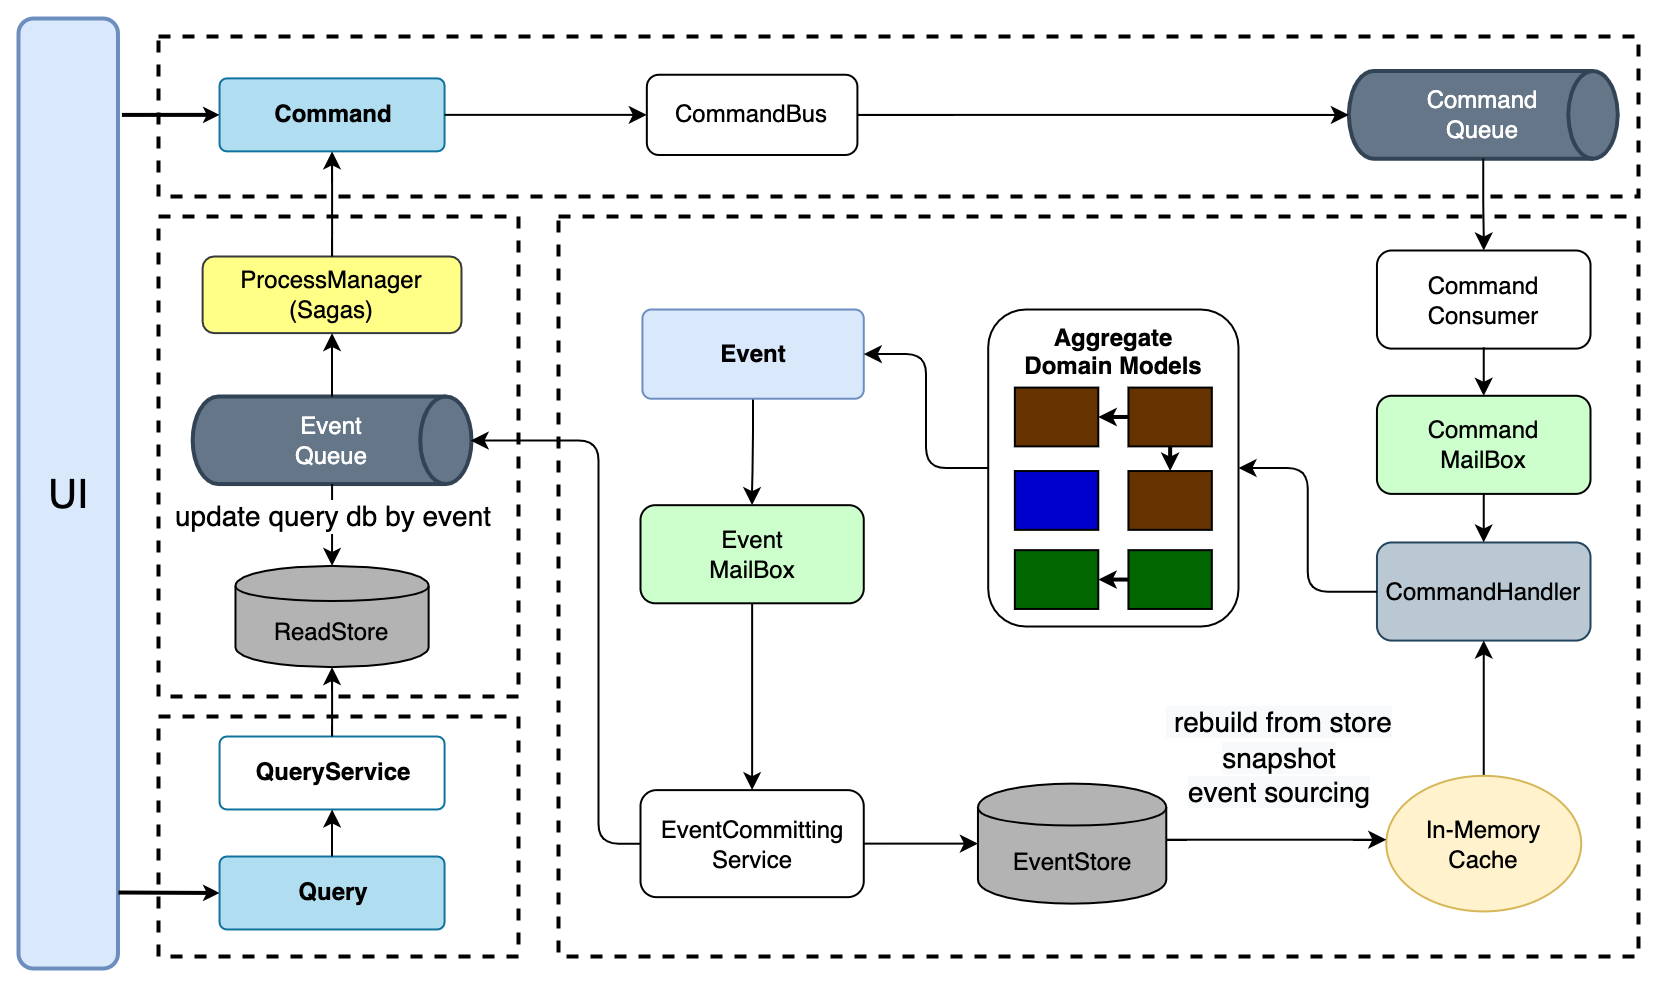 UI
Command
CommandBus
Command
Queue
ProcessManager
(Sagas)
Event
Queue
update query db by event
ReadStore
QueryService
Query
Event
Event
MailBox
EventCommitting
Service
Aggregate
Domain Models
EventStore
rebuild from store
snapshot
event sourcing
Command
Consumer
Command
MailBox
CommandHandler
In-Memory
Cache